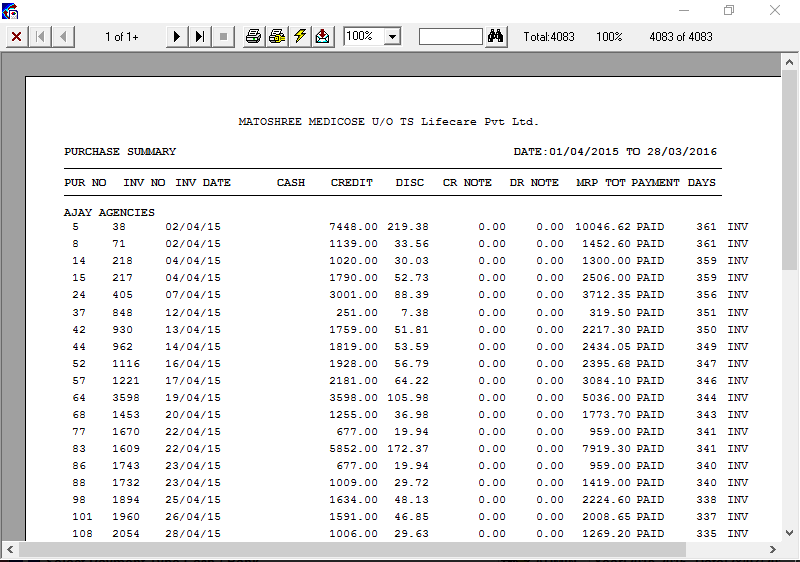 1 of 1+ 100% Total:4083 100% 4083 of 4083
MATOSHREE MEDICOSE U/O TS Lifecare Pvt Ltd.
PURCHASE SUMMARY DATE:01/04/2015 TO 28/03/2016
PUR NO INV NO INV DATE CASH CREDIT DISC CR NOTE DR NOTE MRP TOT PAYMENT DAYS
AJAY AGENCIES
5 38 02/04/15 7448.00 219.38 0.00 0.00 10046.62 PAID 361 INV
8 71 02/04/15 1139.00 33.56 0.00 0.00 1452.60 PAID 361 INV
14 218 04/04/15 1020.00 30.03 0.00 0.00 1300.00 PAID 359 INV
15 217 04/04/15 1790.00 52.73 0.00 0.00 2506.00 PAID 359 INV
24 405 07/04/15 3001.00 88.39 0.00 0.00 3712.35 PAID 356 INV
37 848 12/04/15 251.00 7.38 0.00 0.00 319.50 PAID 351 INV
42 930 13/04/15 1759.00 51.81 0.00 0.00 2217.30 PAID 350 INV
44 962 14/04/15 1819.00 53.59 0.00 0.00 2434.05 PAID 349 INV
52 1116 16/04/15 1928.00 56.79 0.00 0.00 2395.68 PAID 347 INV
57 1221 17/04/15 2181.00 64.22 0.00 0.00 3084.10 PAID 346 INV
64 3598 19/04/15 3598.00 105.98 0.00 0.00 5036.00 PAID 344 INV
68 1453 20/04/15 1255.00 36.98 0.00 0.00 1773.70 PAID 343 INV
77 1670 22/04/15 677.00 19.94 0.00 0.00 959.00 PAID 341 INV
83 1609 22/04/15 5852.00 172.37 0.00 0.00 7919.30 PAID 341 INV
86 1743 23/04/15 677.00 19.94 0.00 0.00 959.00 PAID 340 INV
88 1732 23/04/15 1009.00 29.72 0.00 0.00 1419.00 PAID 340 INV
98 1894 25/04/15 1634.00 48.13 0.00 0.00 2224.60 PAID 338 INV
101 1960 26/04/15 1591.00 46.85 0.00 0.00 2008.65 PAID 337 INV
108 2054 28/04/15 1006.00 29.63 0.00 0.00 1269.20 PAID 335 INV